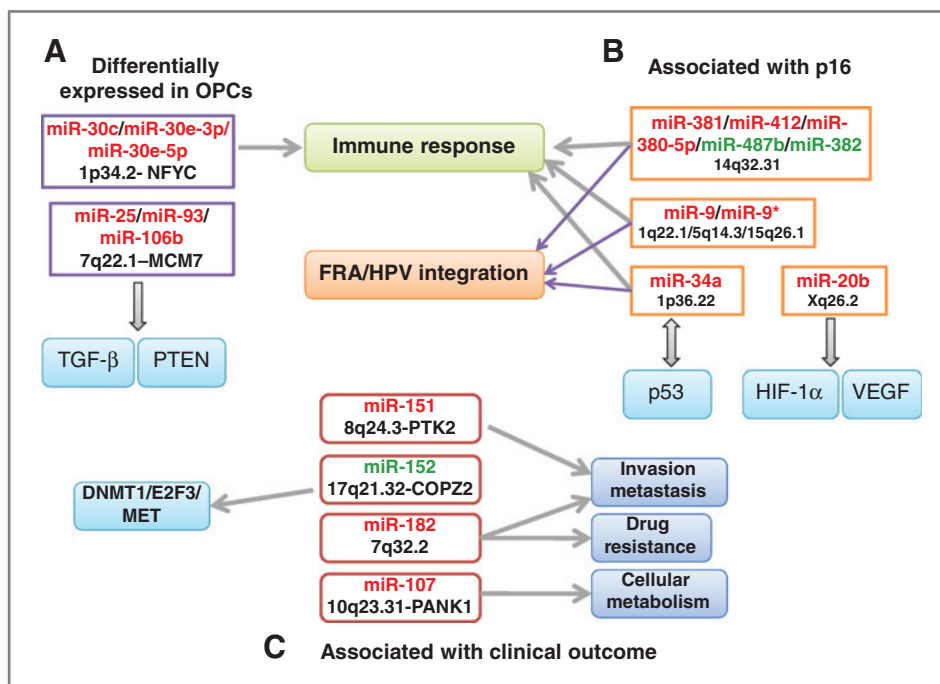 A
Differentially
expressed in OPCs
miR-30c/miR-30e-3p/
miR-30e-5p
1p34.2- NFYC
miR-25/miR-93/
miR-106b
7q22.1–MCM7
TGF-β
PTEN
Immune response
FRA/HPV integration
B
Associated with p16
miR-381/miR-412/miR-
380-5p/miR-487b/miR-382
14q32.31
miR-9/miR-9*
1q22.1/5q14.3/15q26.1
miR-34a
1p36.22
miR-20b
Xq26.2
p53
HIF-1α
VEGF
miR-151
8q24.3-PTK2
miR-152
17q21.32-COPZ2
miR-182
7q32.2
miR-107
10q23.31-PANK1
DNMT1/E2F3/
MET
Invasion
metastasis
Drug
resistance
Cellular
metabolism
C
Associated with clinical outcome